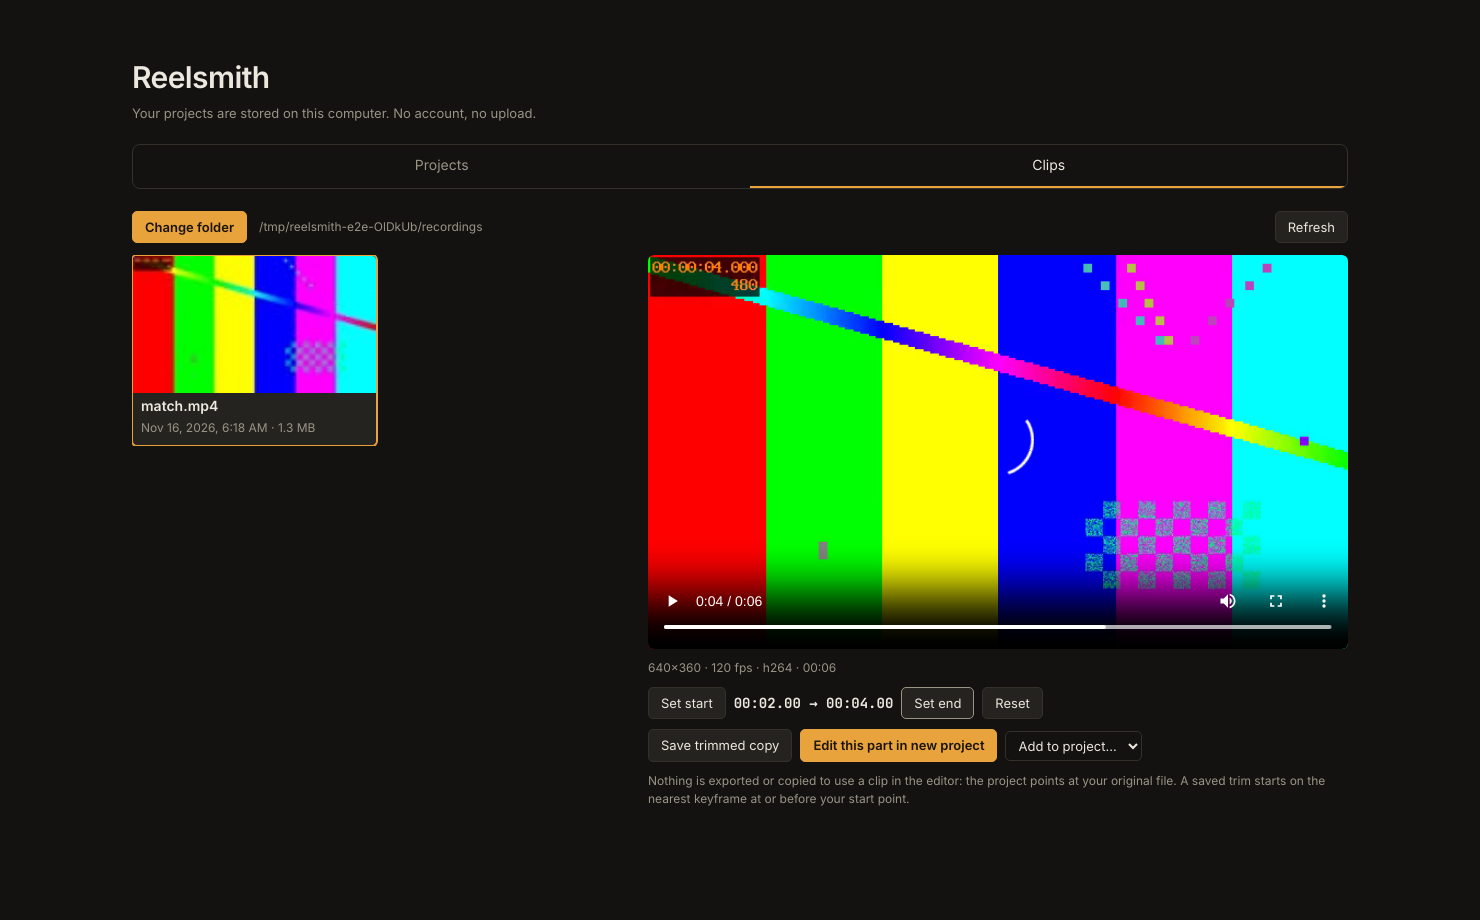 Reelsmith
Your projects are stored on this computer. No account, no upload.
Projects
Clips
Change folder
/tmp/reelsmith-e2e-OlDkUb/recordings
Refresh
match.mp4
Nov 16, 2026, 6:18 AM · 1.3 MB
00:00:04.000
480
0:04 / 0:06
640×360 · 120 fps · h264 · 00:06
Set start
00:02.00 → 00:04.00
Set end
Reset
Save trimmed copy
Edit this part in new project
Add to project...
Nothing is exported or copied to use a clip in the editor: the project points at your original file. A saved trim starts on the
nearest keyframe at or before your start point.